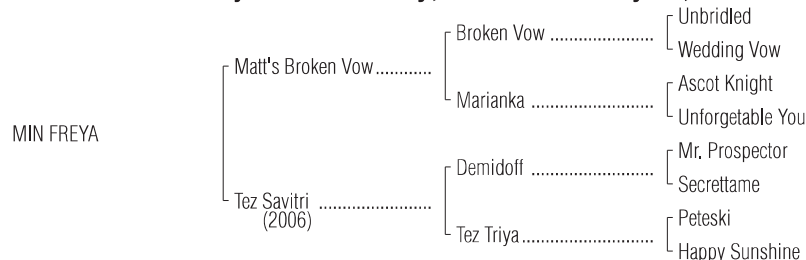 Unbridled
Broken Vow ......................
Wedding Vow
Matt's Broken Vow............
Ascot Knight
Marianka ..........................
Unforgetable You
MIN FREYA
Mr. Prospector
Demidoff ..........................
Secrettame
Tez Savitri ........................
(2006)
Peteski
Tez Triya............................
Happy Sunshine